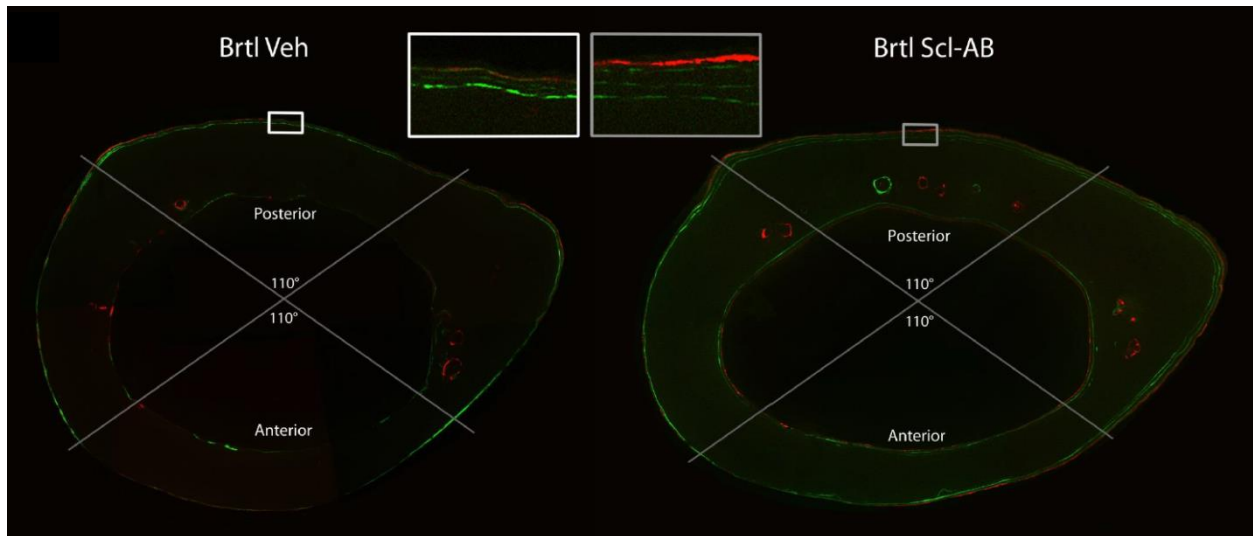 Brtl Veh
Brtl Scl-AB
Posterior
110°
110°
Anterior
Posterior
110°
110°
Anterior